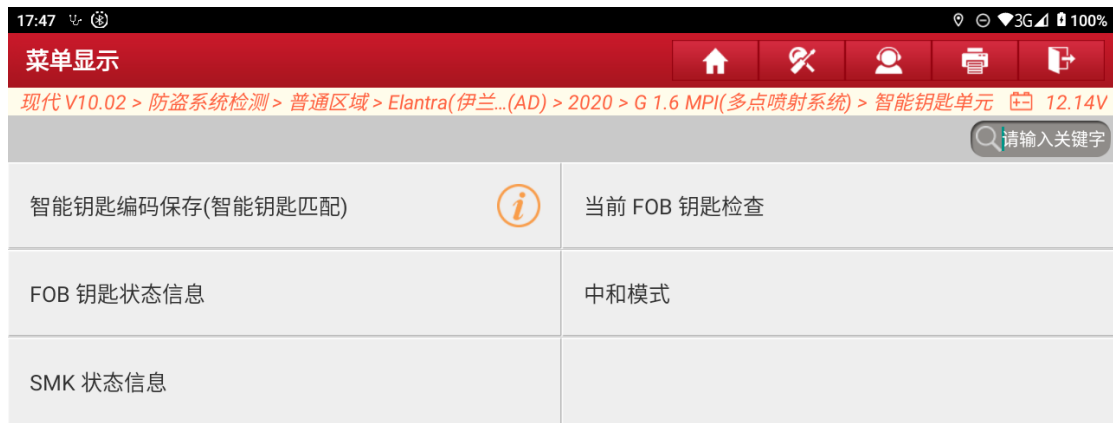 17:47 3G 100%
菜单显示
现代 V10.02 > 防盗系统检测 > 普通区域 > Elantra(伊兰...(AD) > 2020 > G 1.6 MPI(多点喷射系统) > 智能钥匙单元 12.14V
请输入关键字
智能钥匙编码保存(智能钥匙匹配) 当前 FOB 钥匙检查
FOB 钥匙状态信息 中和模式
SMK 状态信息